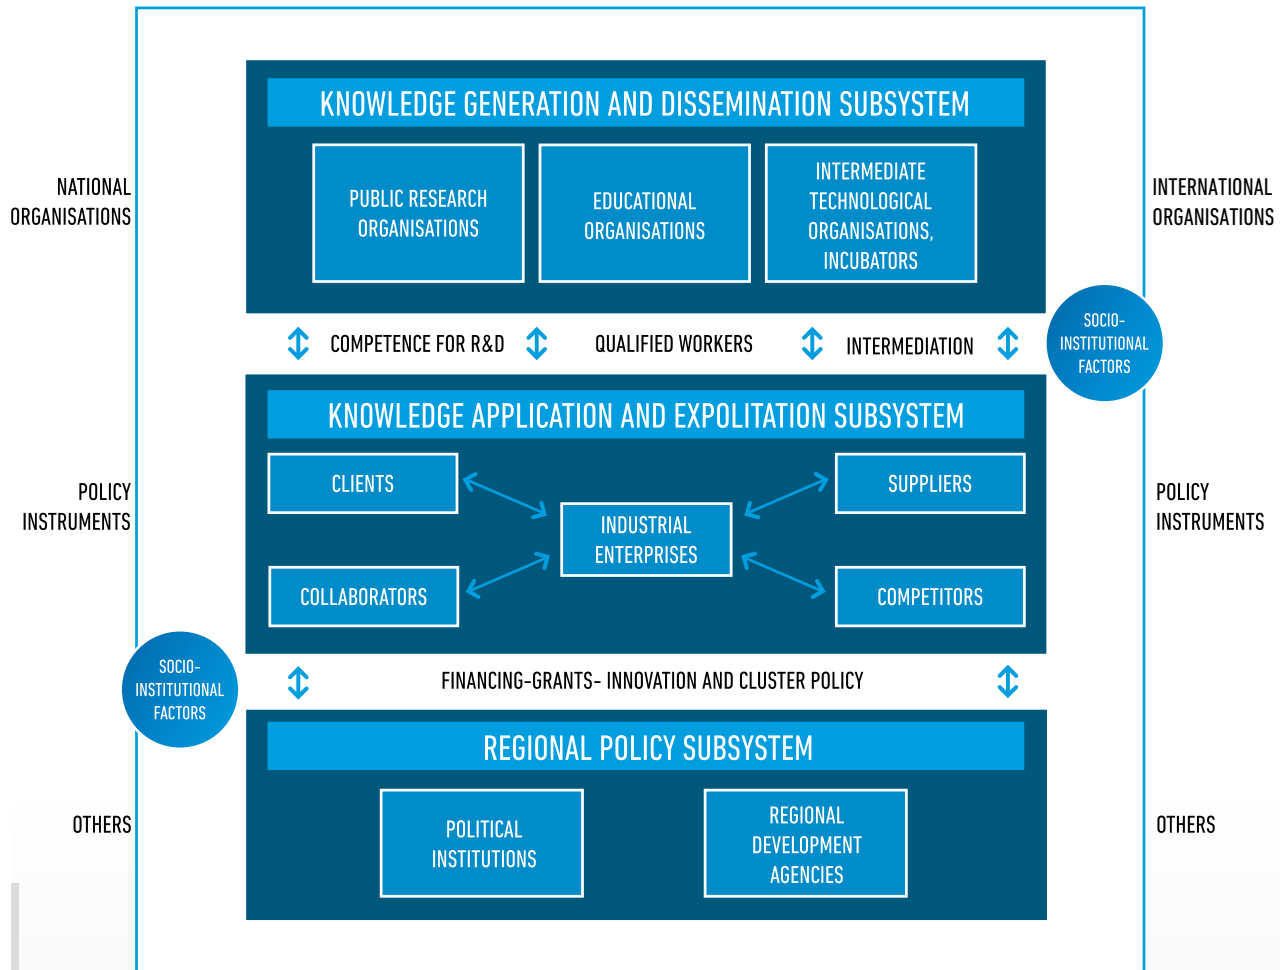 KNOWLEDGE GENERATION AND DISSEMINATION SUBSYSTEM
PUBLIC RESEARCH
ORGANISATIONS
EDUCATIONAL
ORGANISATIONS
INTERMEDIATE
TECHNOLOGICAL
ORGANISATIONS,
INCUBATORS
NATIONAL
ORGANISATIONS
INTERNATIONAL
ORGANISATIONS
COMPETENCE FOR R&D
QUALIFIED WORKERS
INTERMEDIATION
SOCIO-
INSTITUTIONAL
FACTORS
KNOWLEDGE APPLICATION AND EXPOLITATION SUBSYSTEM
CLIENTS
SUPPLIERS
INDUSTRIAL
ENTERPRISES
COLLABORATORS
COMPETITORS
POLICY
INSTRUMENTS
POLICY
INSTRUMENTS
SOCIO-
INSTITUTIONAL
FACTORS
FINANCING-GRANTS- INNOVATION AND CLUSTER POLICY
REGIONAL POLICY SUBSYSTEM
POLITICAL
INSTITUTIONS
REGIONAL
DEVELOPMENT
AGENCIES
OTHERS
OTHERS